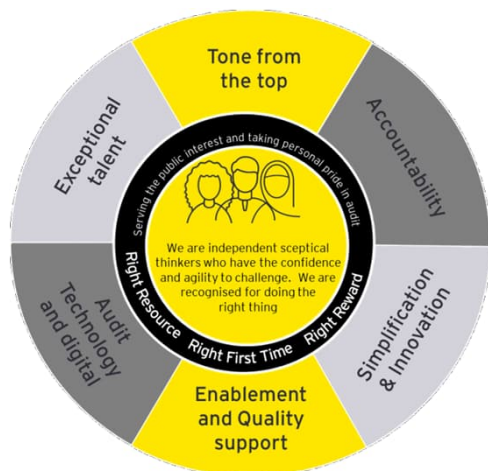 Tone from
the top
Accountability
Simplification
& Innovation
Enablement
and Quality
support
Audit
Technology
and digital
Exceptional
talent
Serving the public interest and taking personal pride in audit
We are independent sceptical
thinkers who have the confidence
and agility to challenge. We are
recognised for doing the
right thing
Right Resource
Right First Time
Right Reward